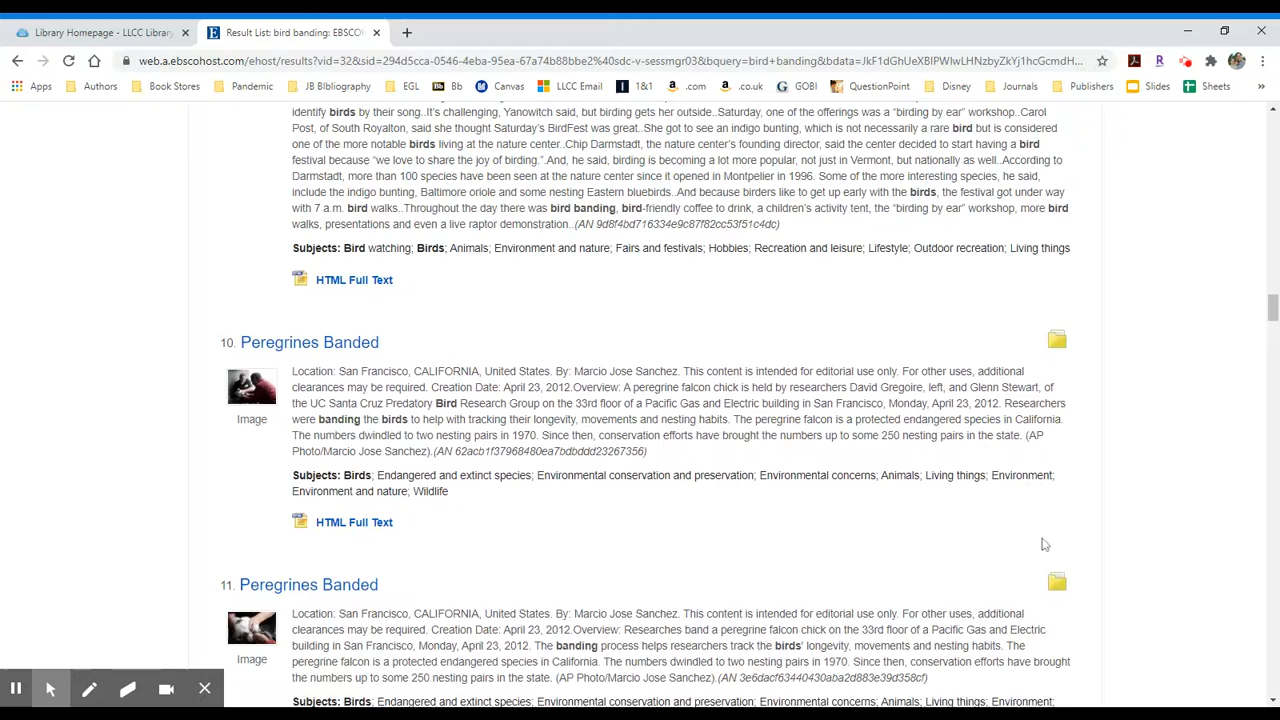 Library Homepage - LLCC Library
Result List: bird banding: EBSCO
web.a.ebscohost.com/ehost/results?vid=32&sid=294d5ccd-0546-4eba-95ea-67a74b88bbe2%40sdc-v-sessmgr03&bquery=bird+banding&bdata=JkF1dGhUeXBlPWlwLHNzbyZkYj1hcGcmdH...
Apps Authors Book Stores Pandemic JB BIbliography EGL Bb Canvas LLCC Email 1&1 .com .co.uk GOBI QuestionPoint Disney Journals Publishers Slides Sheets »
identify birds by their song..It's challenging, Yanowitch said, but birding gets her outside..Saturday, one of the offerings was a “birding by ear” workshop..Carol
Post, of South Royalton, said she thought Saturday's BirdFest was great..She got to see an indigo bunting, which is not necessarily a rare bird but is considered
one of the more notable birds living at the nature center..Chip Darmstadt, the nature center's founding director, said the center decided to start having a bird
festival because “we love to share the joy of birding.”.And, he said, birding is becoming a lot more popular, not just in Vermont, but nationally as well..According to
Darmstadt, more than 100 species have been seen at the nature center since it opened in Montpelier in 1996. Some of the more interesting species, he said,
include the indigo bunting, Baltimore oriole and some nesting Eastern bluebirds..And because birders like to get up early with the birds, the festival got under way
with 7 a.m. bird walks..Throughout the day there was bird banding, bird-friendly coffee to drink, a children's activity tent, the “birding by ear” workshop, more bird
walks, presentations and even a live raptor demonstration..(AN 9d8f4bd716334e9c87f82cc53f51c4dc)
Subjects: Bird watching; Birds; Animals; Environment and nature; Fairs and festivals; Hobbies; Recreation and leisure; Lifestyle; Outdoor recreation; Living things
HTML Full Text
10. Peregrines Banded
Location: San Francisco, CALIFORNIA, United States. By: Marcio Jose Sanchez. This content is intended for editorial use only. For other uses, additional
clearances may be required. Creation Date: April 23, 2012.Overview: A peregrine falcon chick is held by researchers David Gregoire, left, and Glenn Stewart, of
the UC Santa Cruz Predatory Bird Research Group on the 33rd floor of a Pacific Gas and Electric building in San Francisco, Monday, April 23, 2012. Researchers
were banding the birds to help with tracking their longevity, movements and nesting habits. The peregrine falcon is a protected endangered species in California.
The numbers dwindled to two nesting pairs in 1970. Since then, conservation efforts have brought the numbers up to some 250 nesting pairs in the state. (AP
Photo/Marcio Jose Sanchez).(AN 62acb1f37968480ea7bdbddd23267356)
Image
Subjects: Birds; Endangered and extinct species; Environmental conservation and preservation; Environmental concerns; Animals; Living things; Environment;
Environment and nature; Wildlife
HTML Full Text
11. Peregrines Banded
Location: San Francisco, CALIFORNIA, United States. By: Marcio Jose Sanchez. This content is intended for editorial use only. For other uses, additional
clearances may be required. Creation Date: April 23, 2012.Overview: Researches band a peregrine falcon chick on the 33rd floor of a Pacific Gas and Electric
building in San Francisco, Monday, April 23, 2012. The banding process helps researchers track the birds' longevity, movements and nesting habits. The
peregrine falcon is a protected endangered species in California. The numbers dwindled to two nesting pairs in 1970. Since then, conservation efforts have brought
the numbers up to some 250 nesting pairs in the state. (AP Photo/Marcio Jose Sanchez).(AN 3e6dacf63440430aba2d883e39d358cf)
Image
Subjects: Birds; Endangered and extinct species; Environmental conservation and preservation; Environmental concerns; Animals; Living things; Environment;